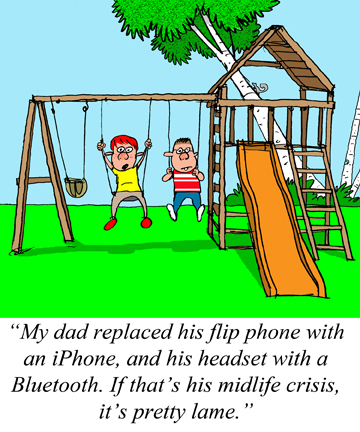 “My dad replaced his flip phone with
an iPhone, and his headset with a
Bluetooth. If that’s his midlife crisis,
it’s pretty lame.”